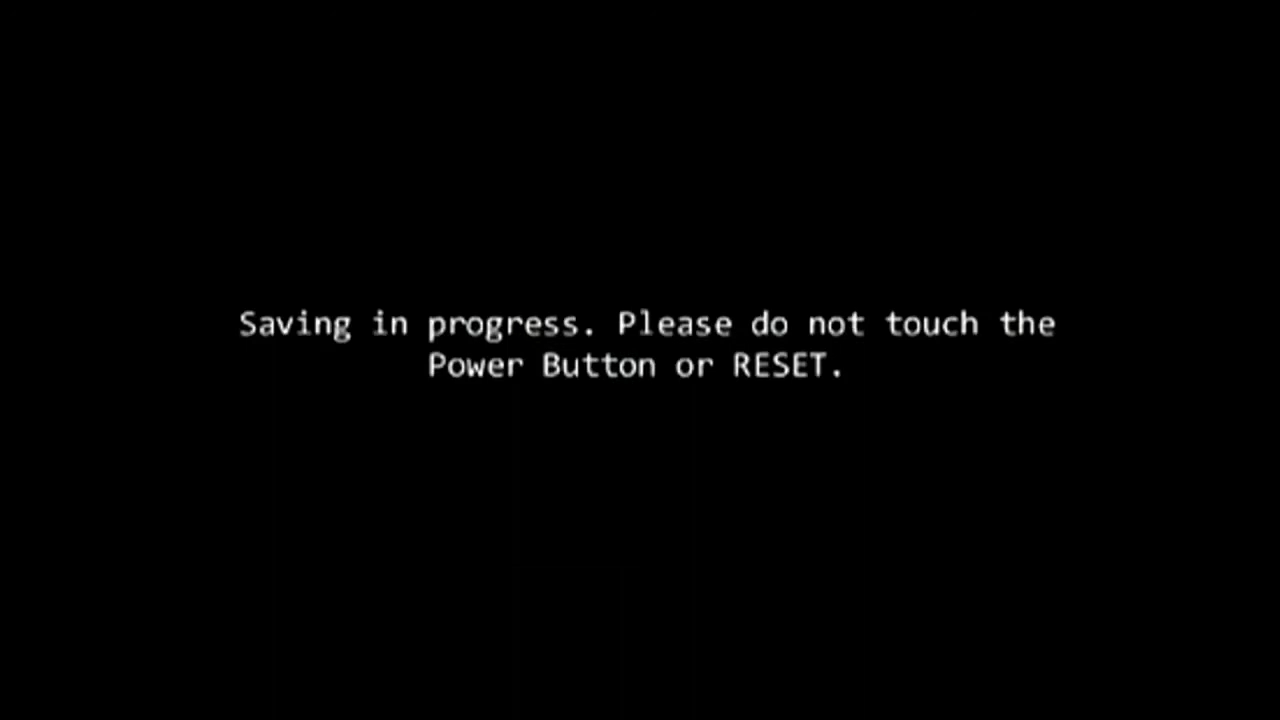 Saving in progress. Please do not touch the
Power Button or RESET.